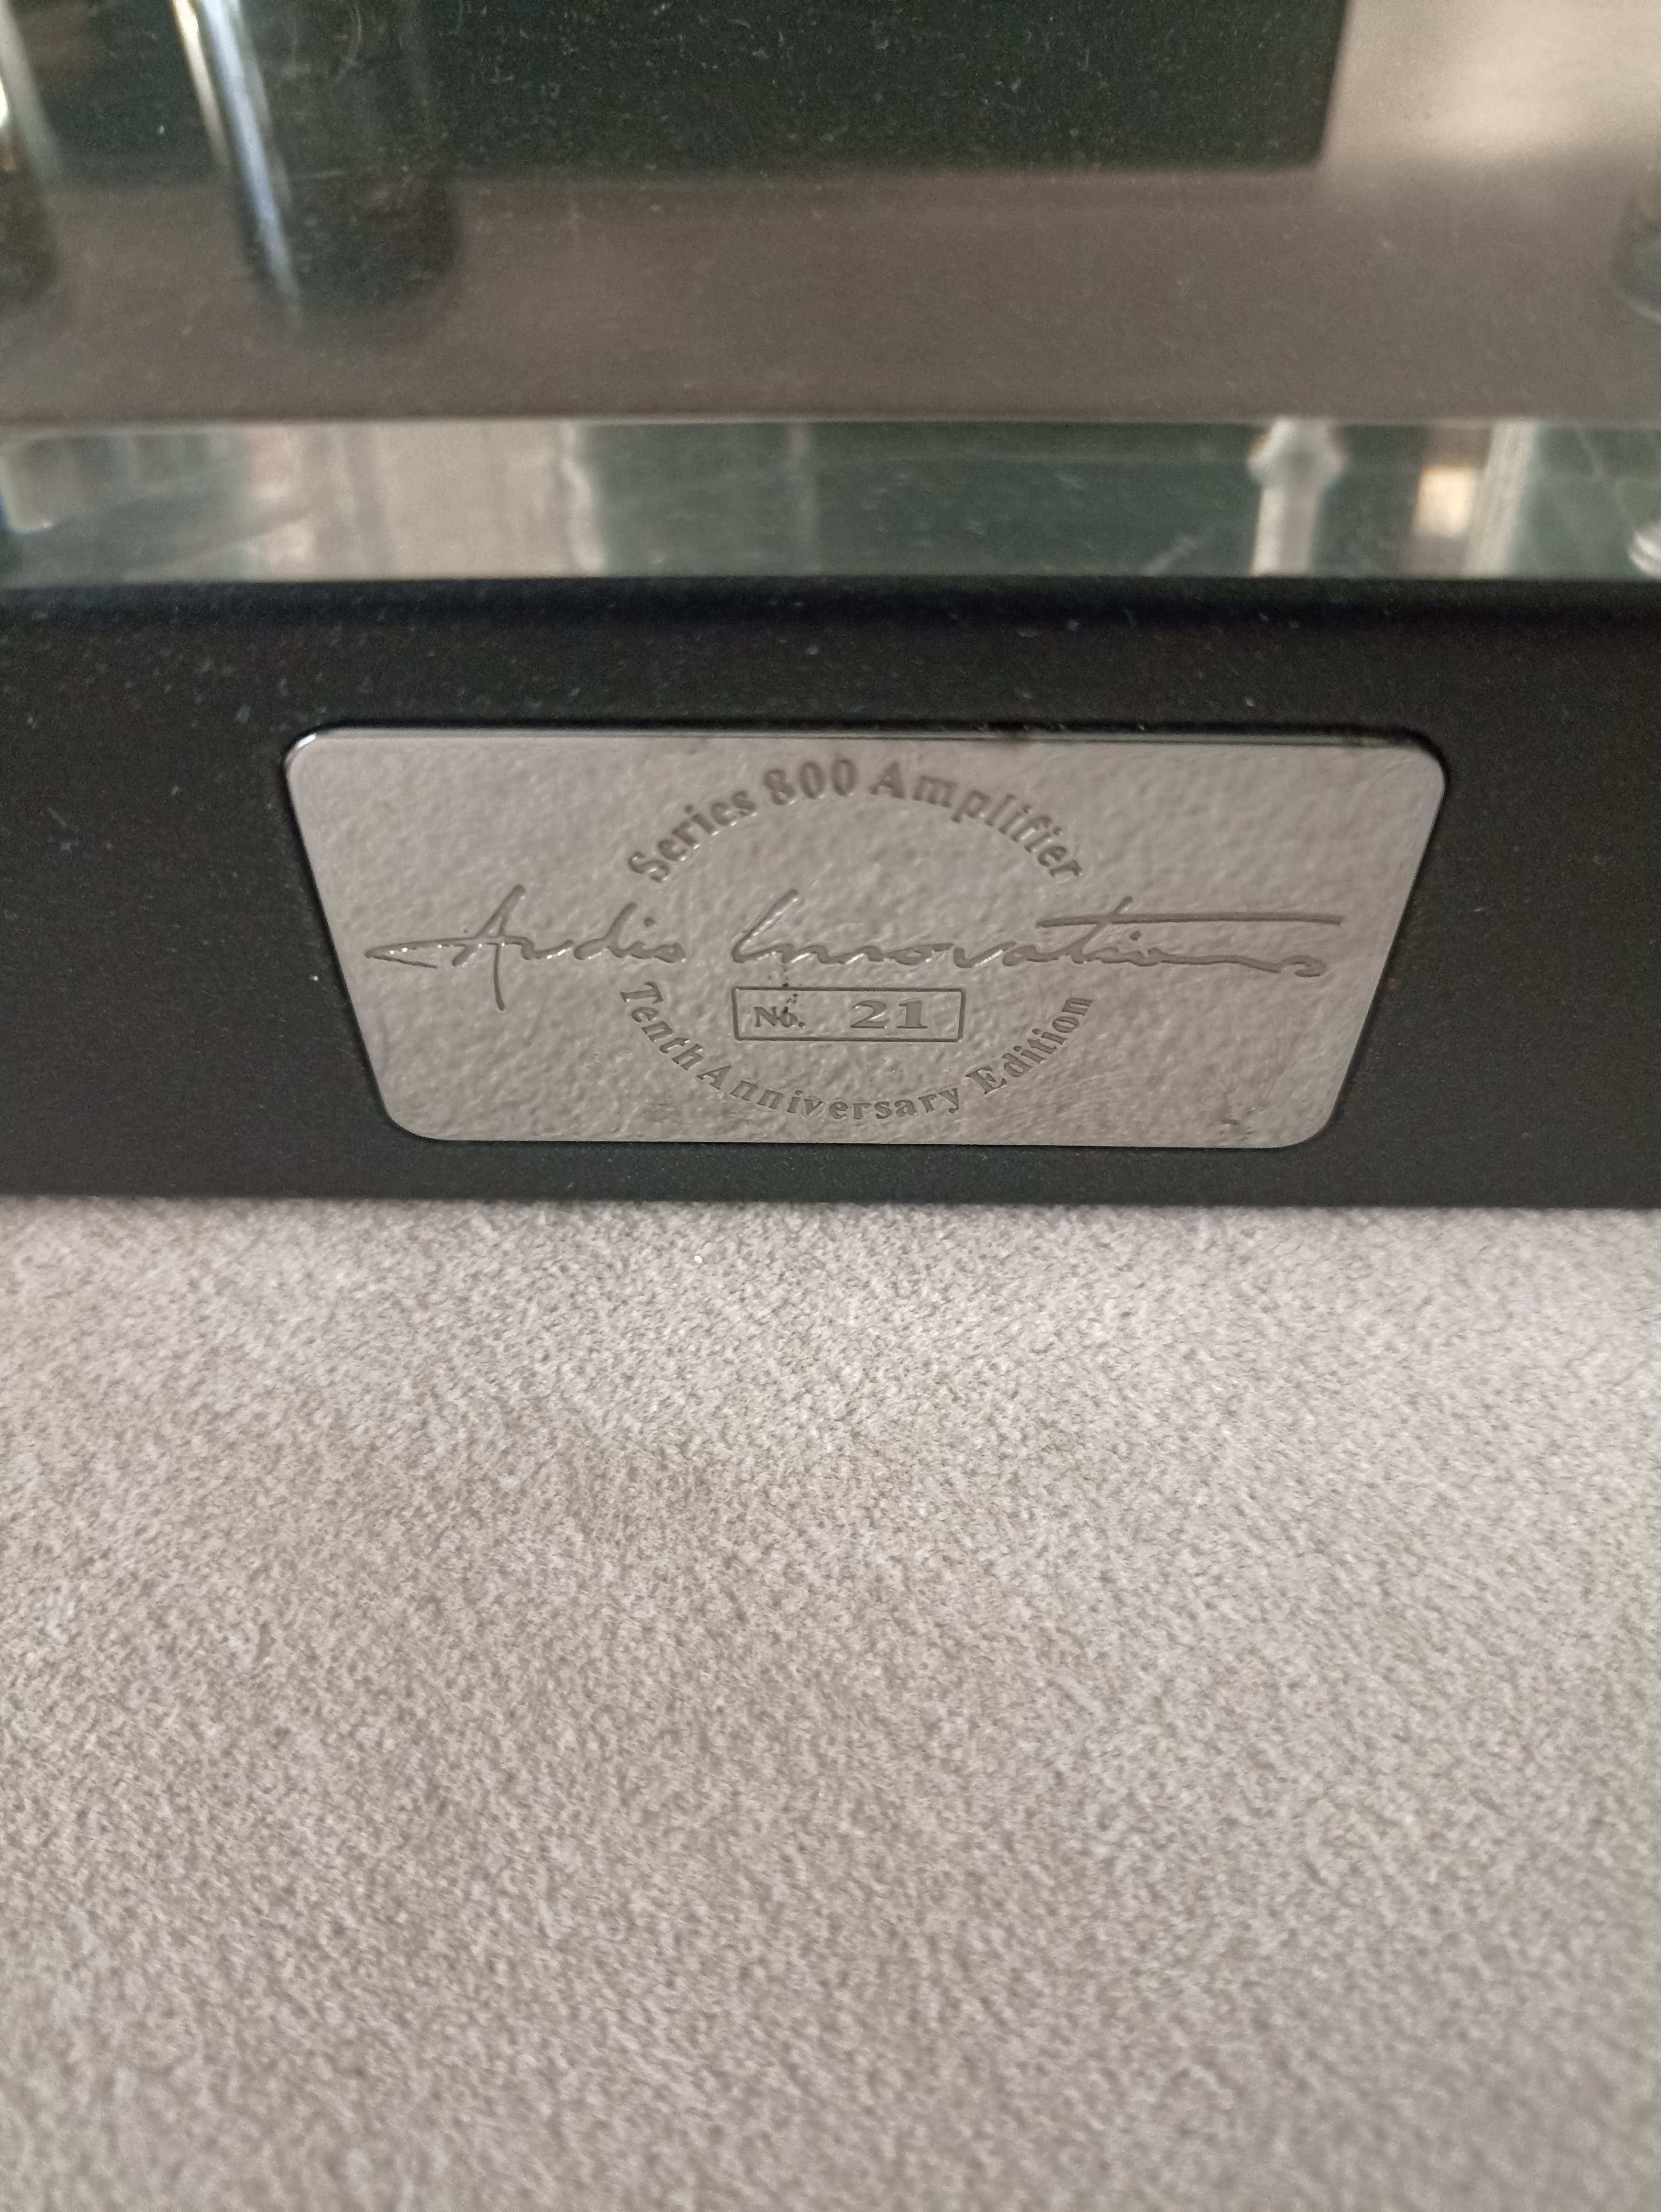 Series 800 Amplifier
Audio Innovations
No. 21
Tenth Anniversary Edition